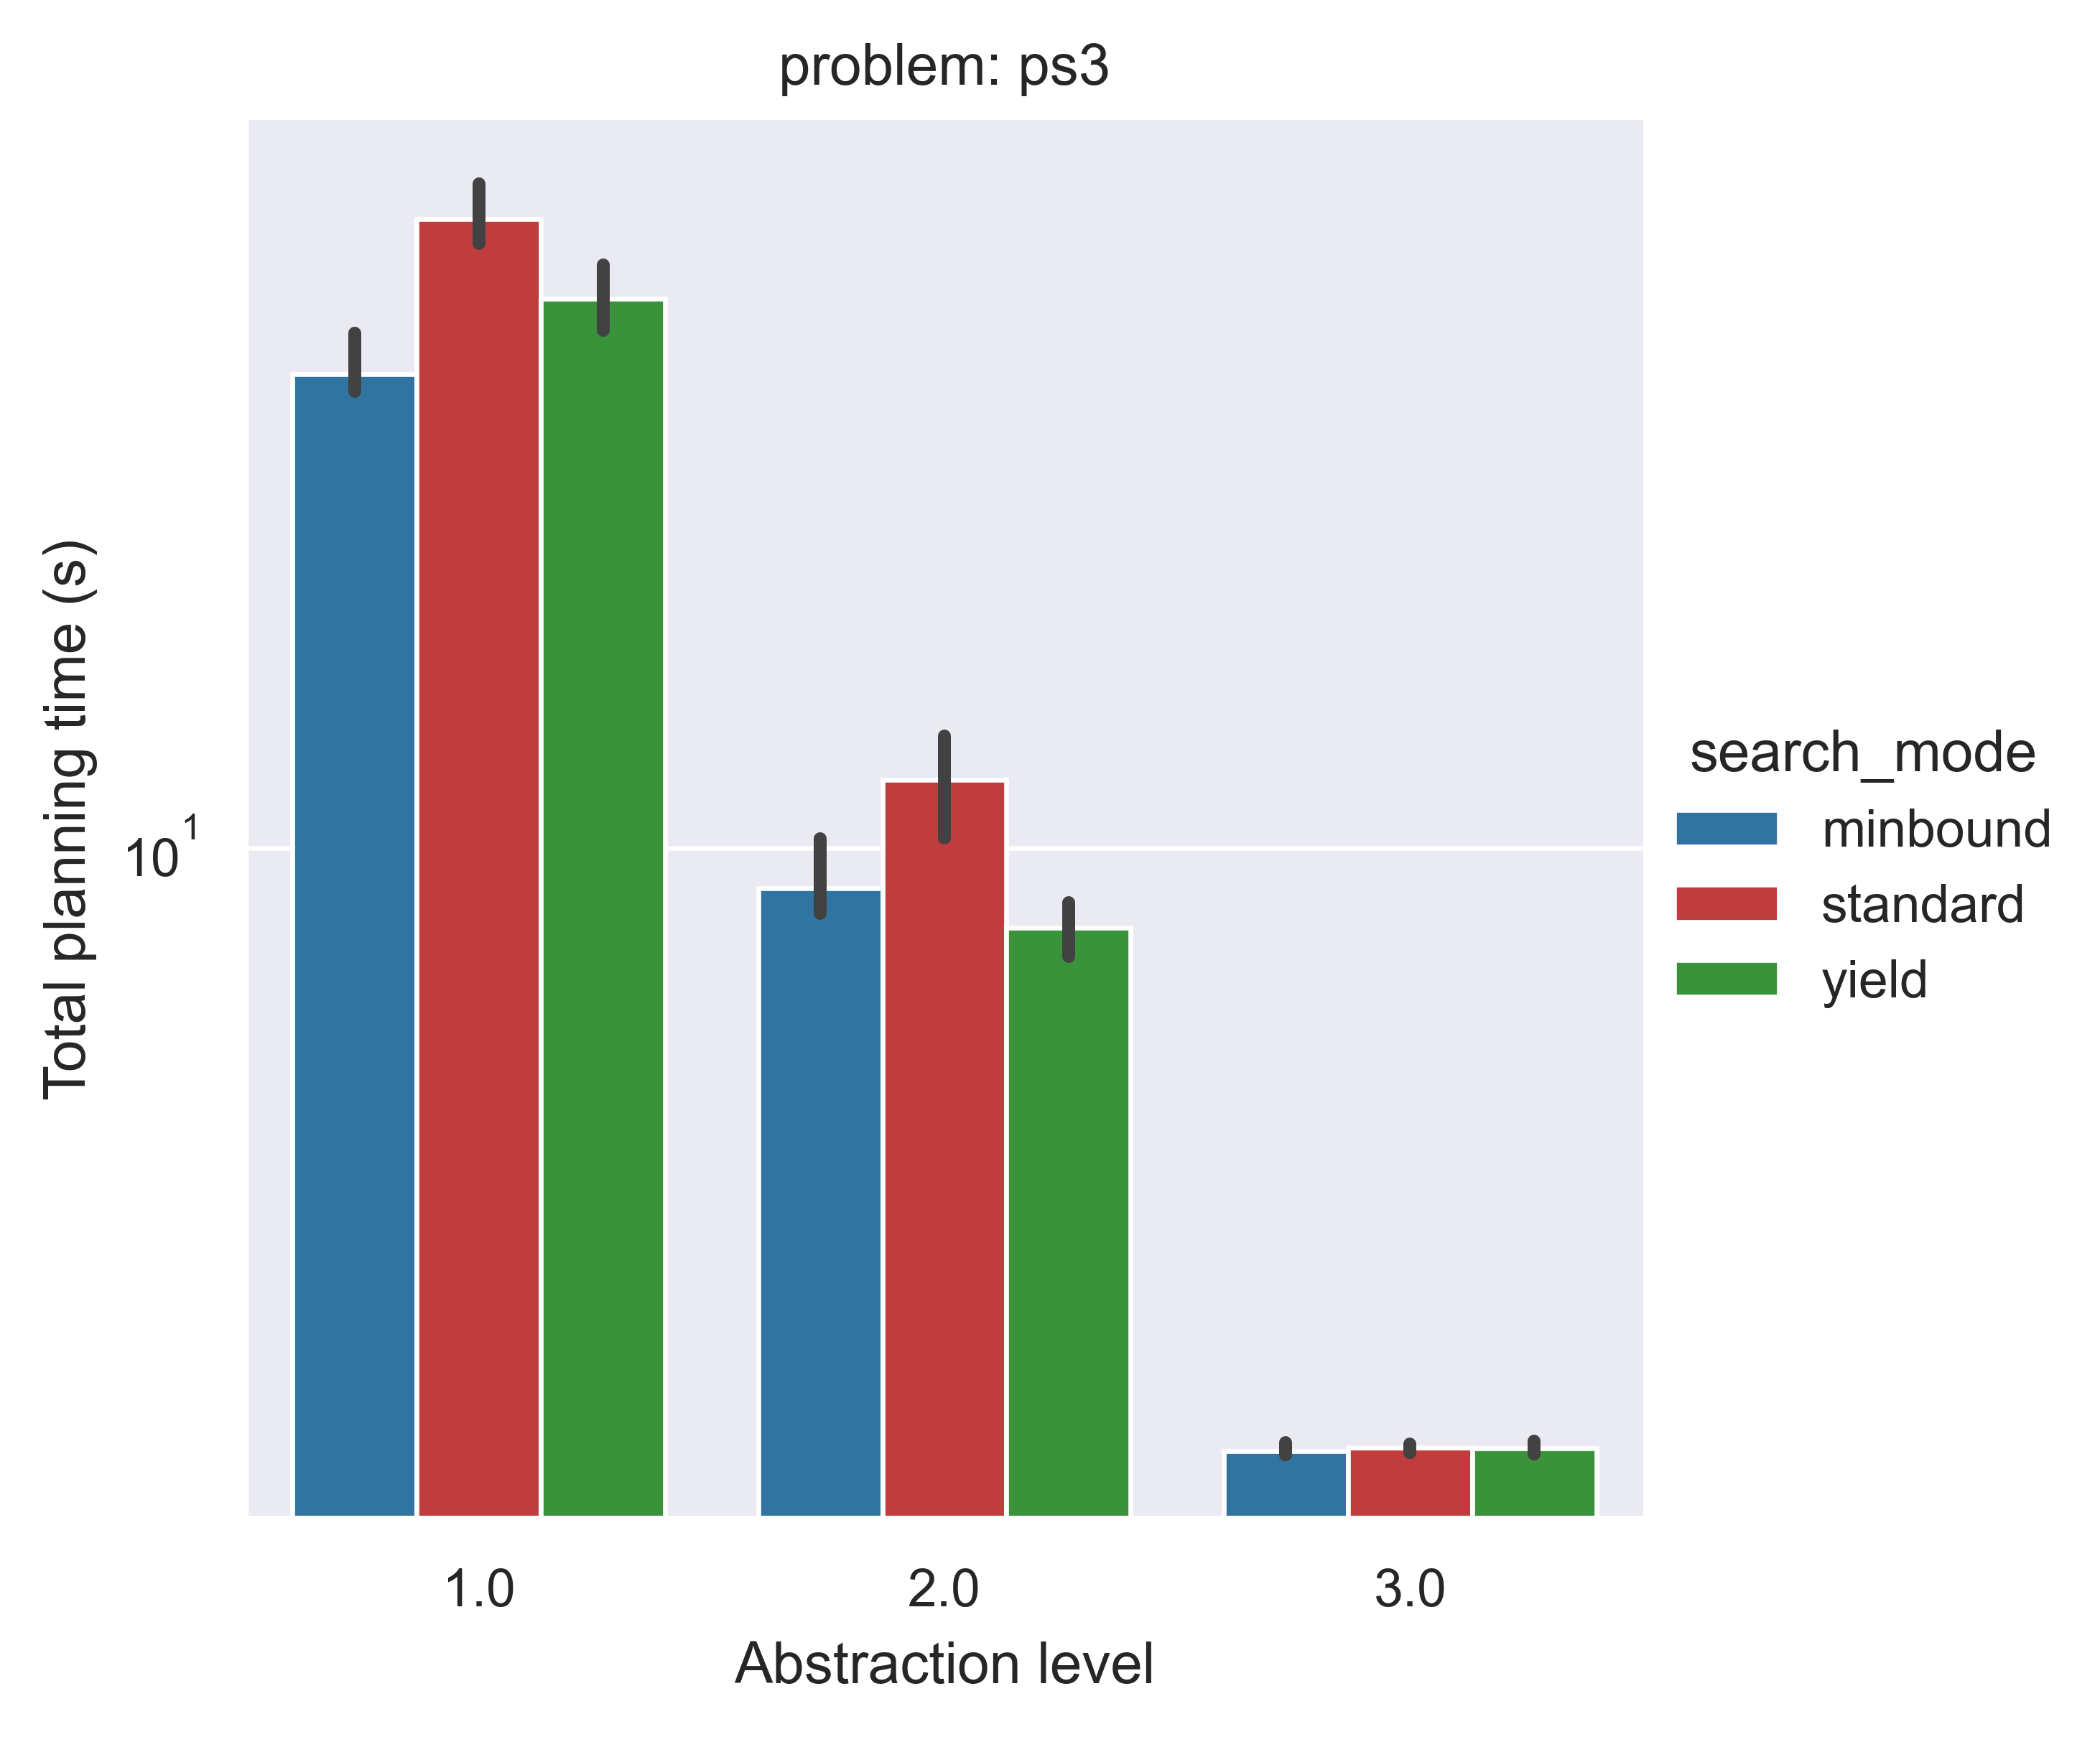 problem: ps3
Total planning time (s)
10^1
1.0
2.0
3.0
Abstraction level
search_mode
minbound
standard
yield